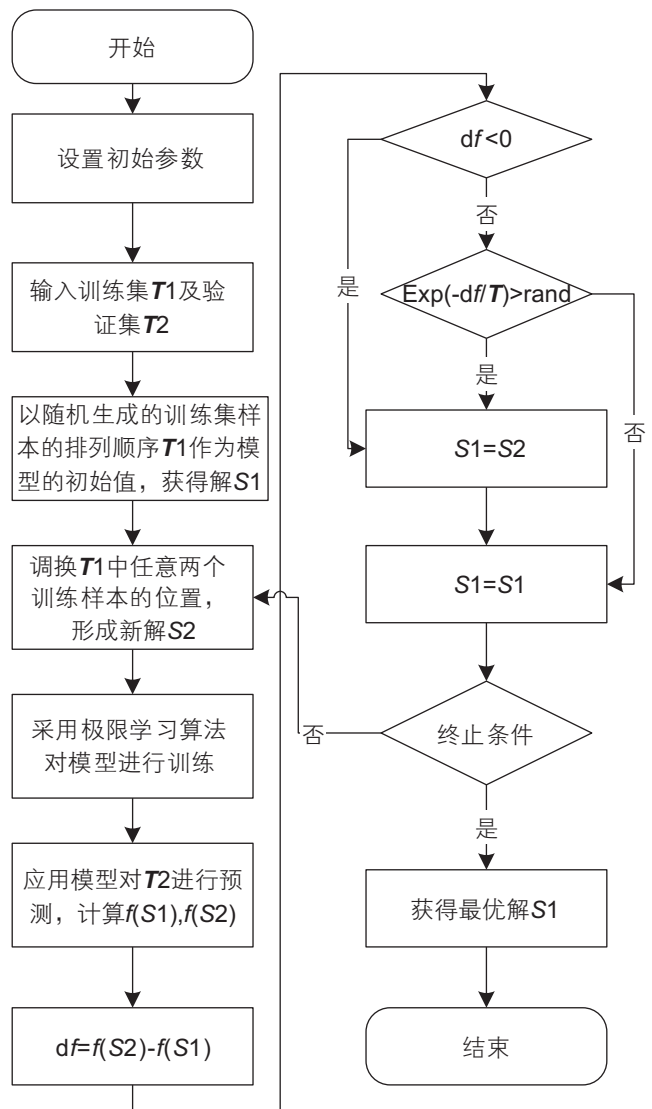 开始
设置初始参数
输入训练集T1及验
证集T2
以随机生成的训练集样
本的排列顺序T1作为模
型的初始值，获得解S1
调换T1中任意两个
训练样本的位置，
形成新解S2
采用极限学习算法
对模型进行训练
应用模型对T2进行预
测，计算f(S1),f(S2)
df=f(S2)-f(S1)
df<0
否
是
Exp(-df/T)>rand
是
否
S1=S2
S1=S1
终止条件
否
是
获得最优解S1
结束